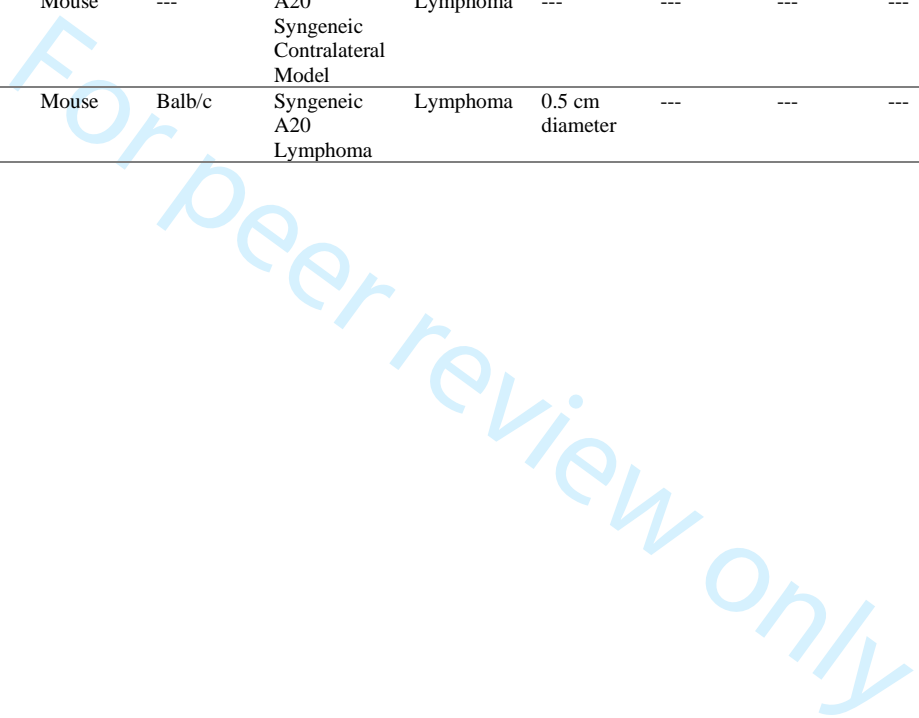 Mouse --- A20 Lymphoma --- --- --- ---
Syngeneic
Contralateral
Model
Mouse Balb/c Syngeneic Lymphoma 0.5 cm --- --- ---
A20 diameter
Lymphoma
For peer review only